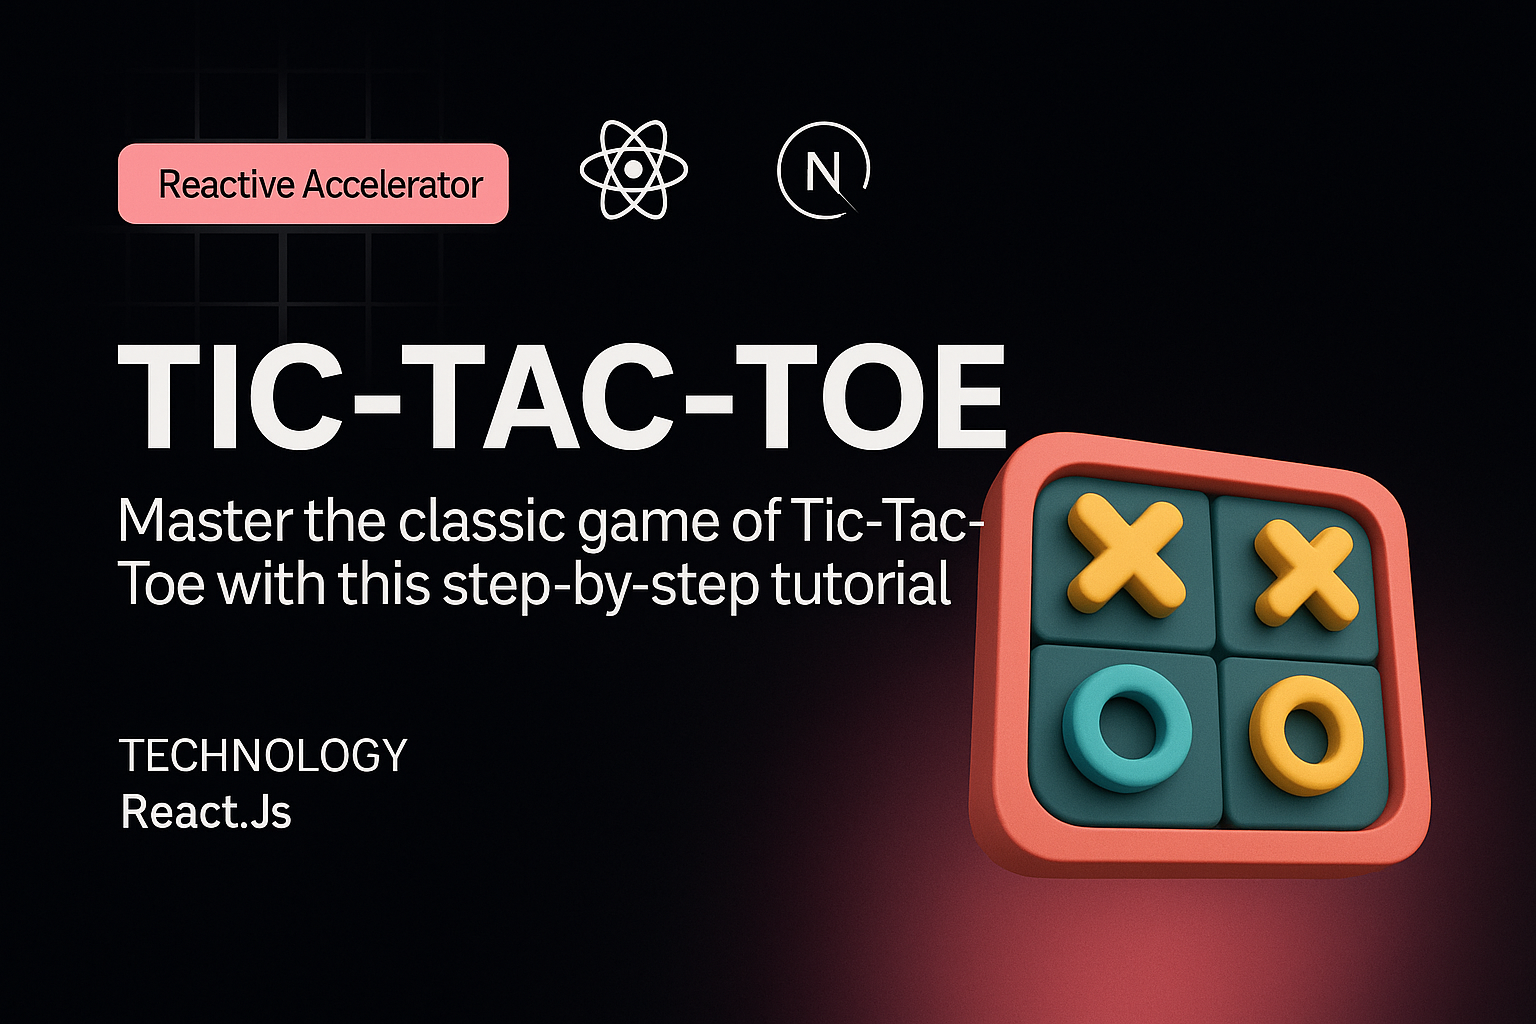 Reactive Accelerator
N
TIC-TAC-TOE
Master the classic game of Tic-Tac-
Toe with this step-by-step tutorial
TECHNOLOGY
React.Js